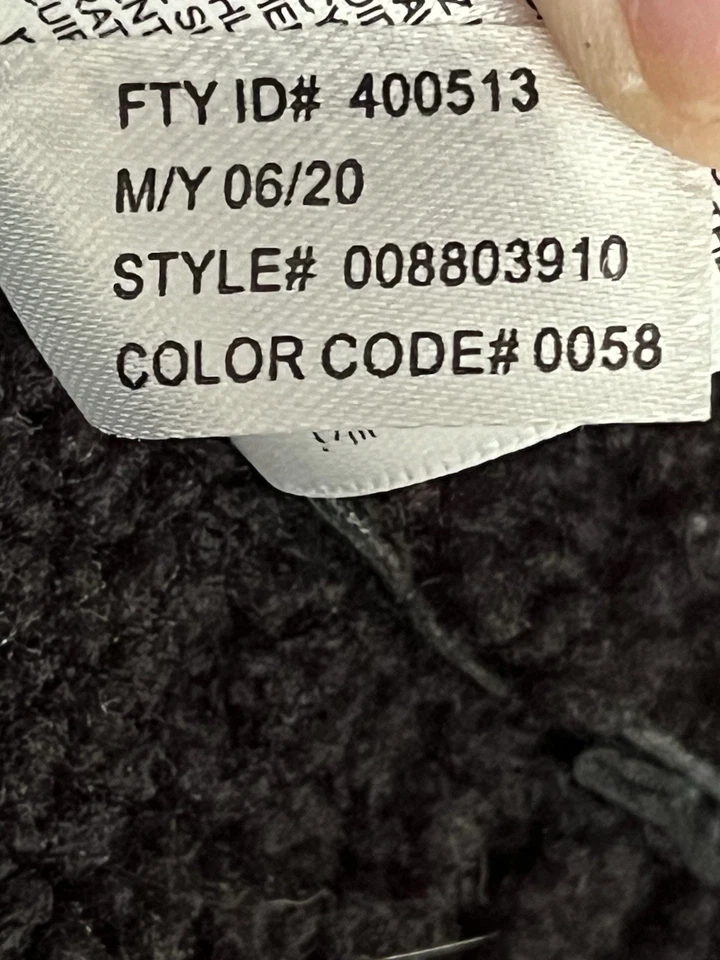 FTY ID# 400513
M/Y 06/20
STYLE# 008803910
COLOR CODE# 0058